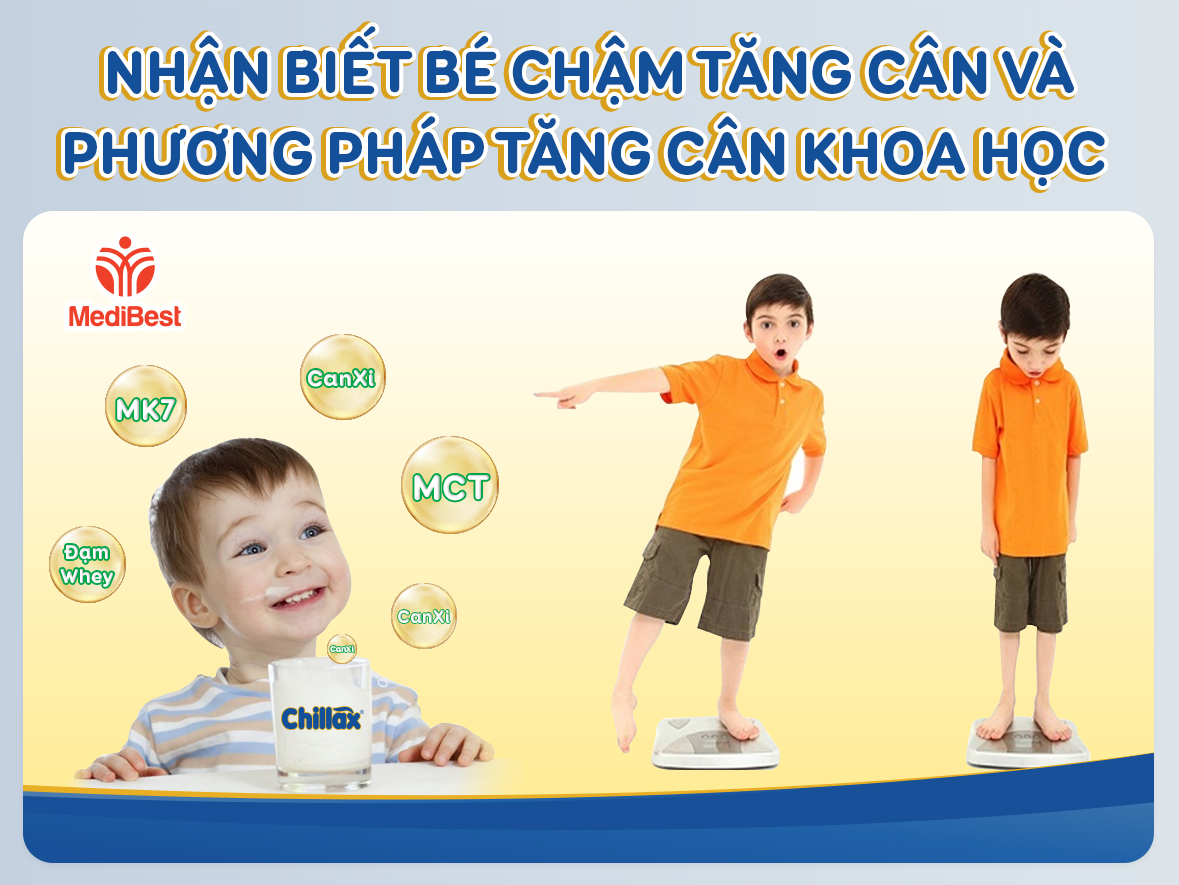 NHẬN BIẾT BÉ CHẬM TĂNG CÂN VÀ
PHƯƠNG PHÁP TĂNG CÂN KHOA HỌC
MediBest
CanXi
MK7
MCT
Đạm
Whey
CanXi
CanXi
Chillax